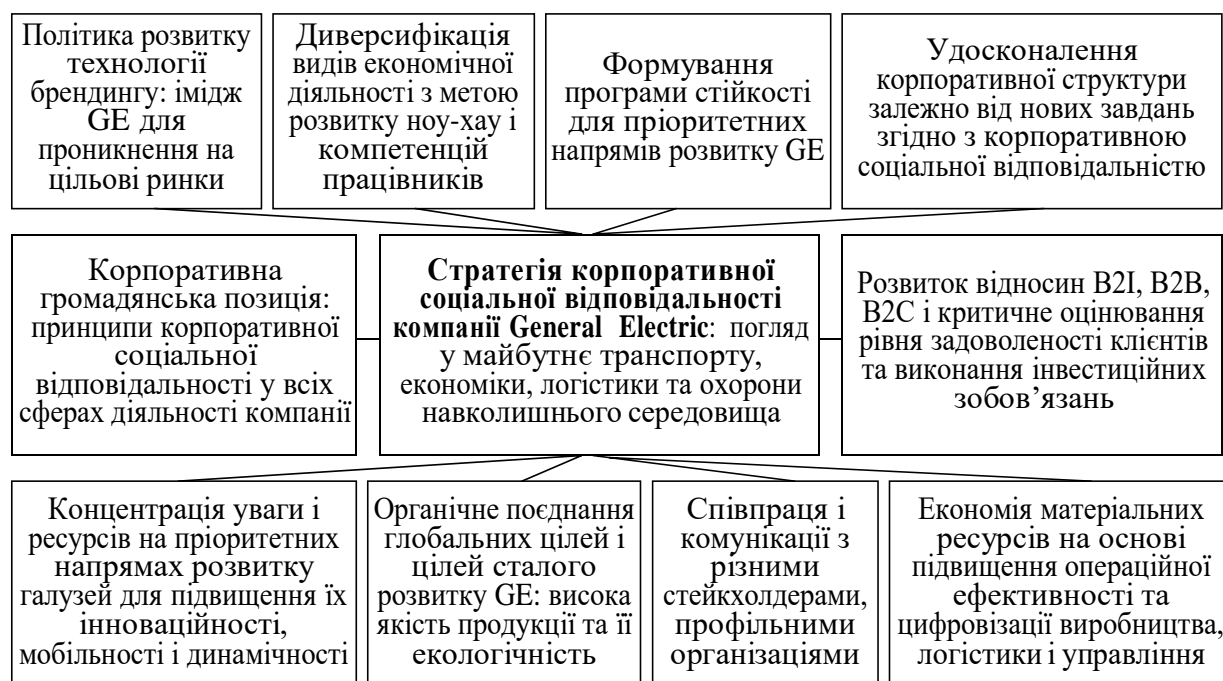 Політика розвитку
технології
брендингу: імідж
GE для
проникнення на
цільові ринки
Диверсифікація
видів економічної
діяльності з метою
розвитку ноу-хау і
компетенцій
працівників
Формування
програми стійкості
для пріоритетних
напрямів розвитку GE
Удосконалення
корпоративної структури
залежно від нових завдань
згідно з корпоративною
соціальної відповідальністю
Корпоративна
громадянська позиція:
принципи корпоративної
соціальної
відповідальності у всіх
сферах діяльності компанії
Стратегія корпоративної
соціальної відповідальності
компанії General Electric: погляд
у майбутнє транспорту,
економіки, логістики та охорони
навколишнього середовища
Розвиток відносин B2I, B2B,
B2C і критичне оцінювання
рівня задоволеності клієнтів
та виконання інвестиційних
зобов’язань
Концентрація уваги і
ресурсів на пріоритетних
напрямах розвитку
галузей для підвищення їх
інноваційності,
мобільності і динамічності
Органічне поєднання
глобальних цілей і
цілей сталого
розвитку GE: висока
якість продукції та її
екологічність
Співпраця і
комунікації з
різними
стейкхолдерами,
профільними
організаціями
Економія матеріальних
ресурсів на основі
підвищення операційної
ефективності та
цифровізації виробництва,
логістики і управління